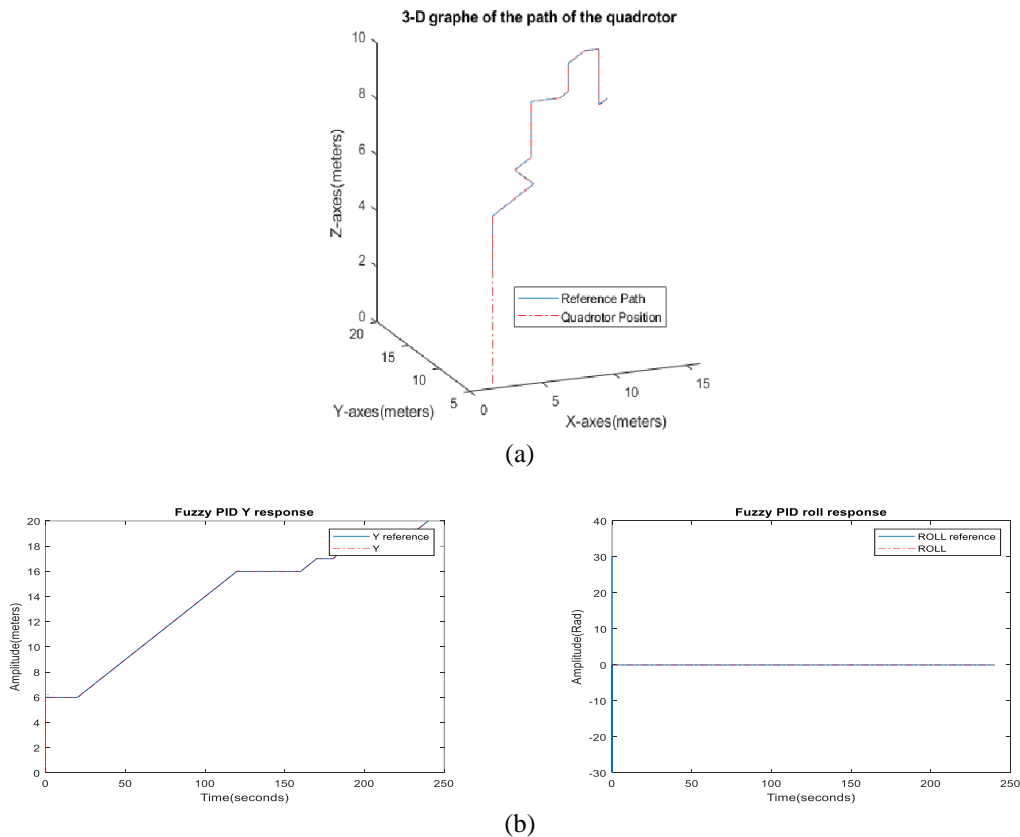 3-D graphe of the path of the quadrotor
10
8
6
4
2
0
Z-axes(meters)
20
15
10
5
Y-axes(meters)
0
5
10
15
X-axes(meters)
Reference Path
Quadrotor Position
(a)
Fuzzy PID Y response
20
18
16
14
12
10
8
6
4
2
0
Amplitude(meters)
0 50 100 150 200 250
Time(seconds)
Y reference
Y
Fuzzy PID roll response
40
30
20
10
0
-10
-20
-30
Amplitude(Rad)
0 50 100 150 200 250
Time(seconds)
ROLL reference
ROLL
(b)